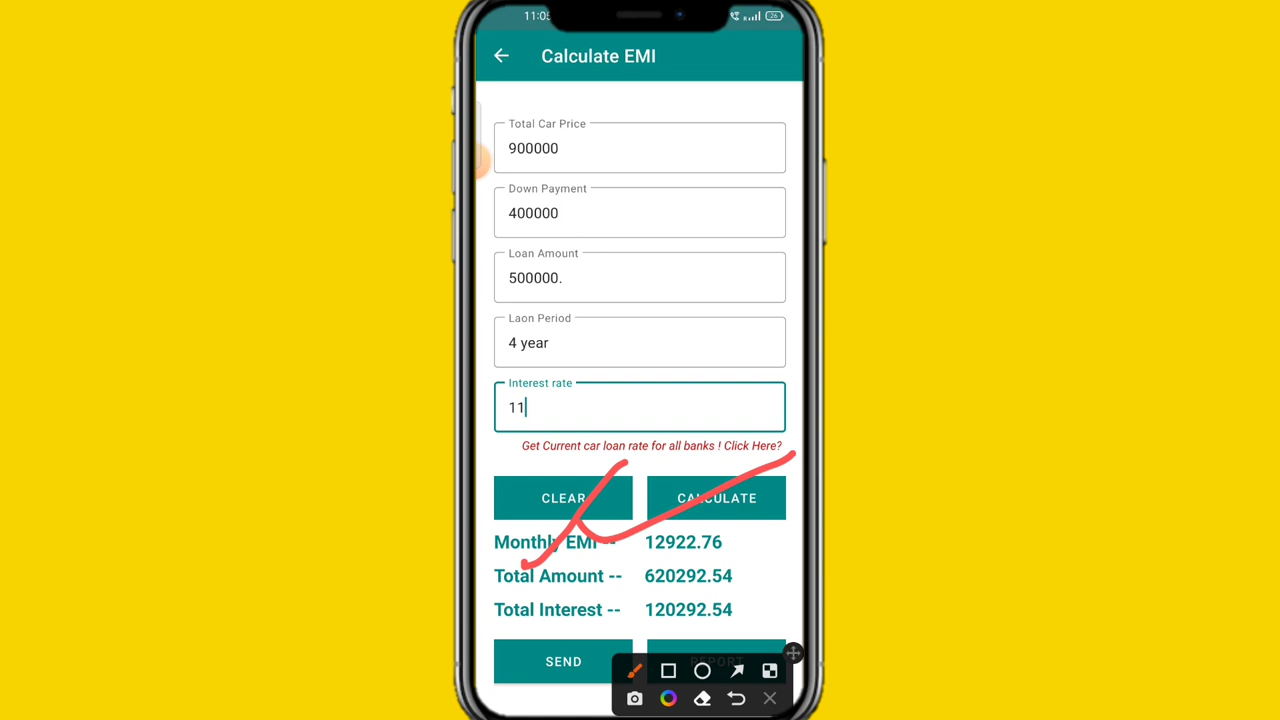 11:05
26
Calculate EMI
Total Car Price
900000
Down Payment
400000
Loan Amount
500000.
Laon Period
4 year
Interest rate
11
Get Current car loan rate for all banks ! Click Here?
CLEAR CALCULATE
Monthly EMI -- 12922.76
Total Amount -- 620292.54
Total Interest -- 120292.54
SEND REPORT